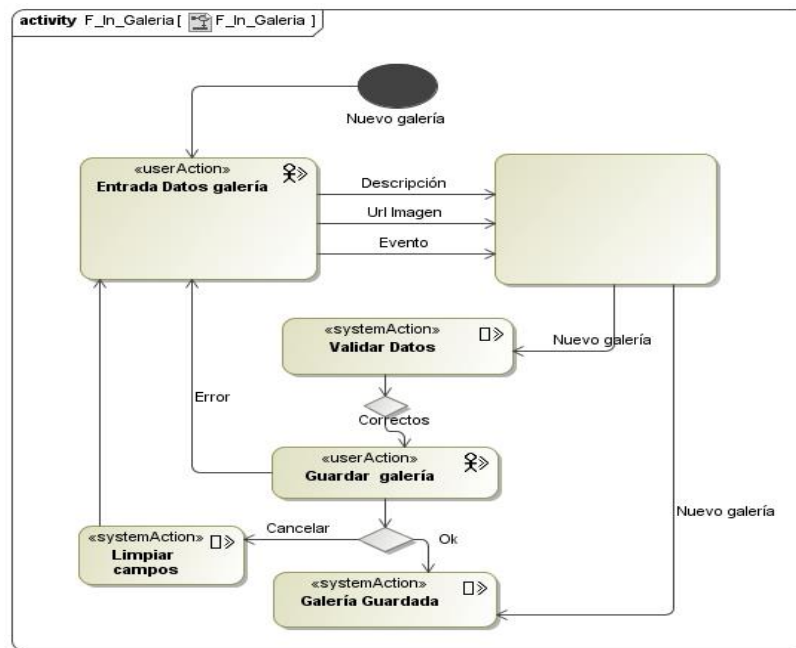 activity F_In_Galeria [ F_In_Galeria ]
Nuevo galería
«userAction»
Entrada Datos galería
Descripción
Url Imagen
Evento
«systemAction»
Validar Datos
Nuevo galería
Error
Correctos
«userAction»
Guardar galería
Nuevo galería
Cancelar
Ok
«systemAction»
Limpiar
campos
«systemAction»
Galería Guardada